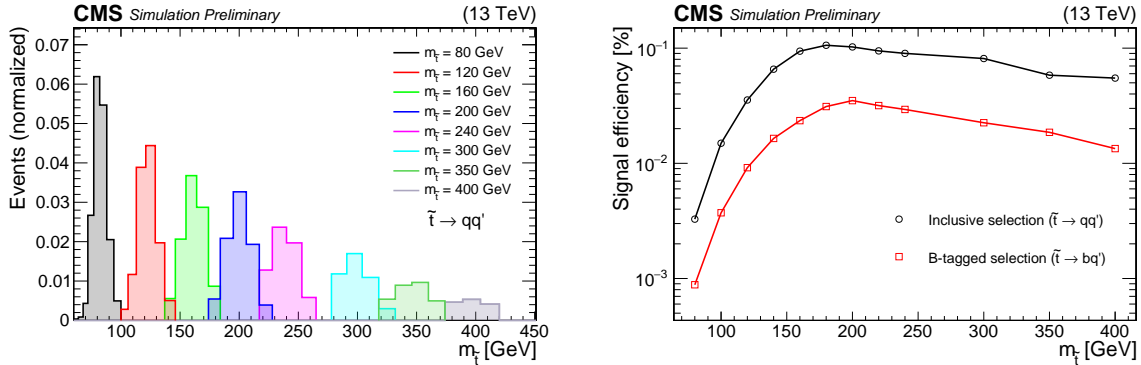 CMS Simulation Preliminary (13 TeV)
Events (normalized)
0.07
0.06
0.05
0.04
0.03
0.02
0.01
0
m_t̃ = 80 GeV
m_t̃ = 120 GeV
m_t̃ = 160 GeV
m_t̃ = 200 GeV
m_t̃ = 240 GeV
m_t̃ = 300 GeV
m_t̃ = 350 GeV
m_t̃ = 400 GeV
t̃ → qq'
100 150 200 250 300 350 400 450
m_t̃ [GeV]
CMS Simulation Preliminary (13 TeV)
Signal efficiency [%]
10⁻¹
10⁻²
10⁻³
Inclusive selection (t̃ → qq')
B-tagged selection (t̃ → bq')
100 150 200 250 300 350 400
m_t̃ [GeV]